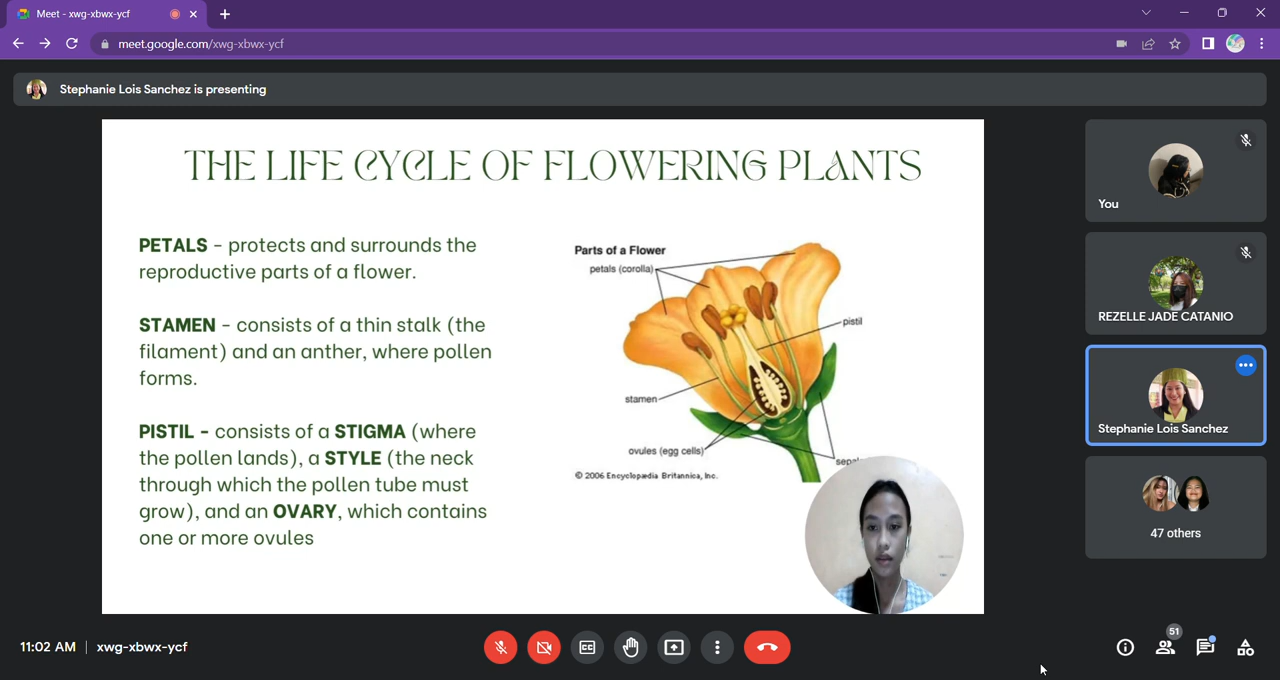 Meet - xwg-xbwx-ycf
meet.google.com/xwg-xbwx-ycf
Stephanie Lois Sanchez is presenting
THE LIFE CYCLE OF FLOWERING PLANTS
PETALS - protects and surrounds the
reproductive parts of a flower.
STAMEN - consists of a thin stalk (the
filament) and an anther, where pollen
forms.
PISTIL - consists of a STIGMA (where
the pollen lands), a STYLE (the neck
through which the pollen tube must
grow), and an OVARY, which contains
one or more ovules
Parts of a Flower
petals (corolla)
pistil
stamen
ovules (egg cells)
sepal
© 2006 Encyclopædia Britannica, Inc.
You
REZELLE JADE CATANIO
Stephanie Lois Sanchez
47 others
11:02 AM | xwg-xbwx-ycf
51